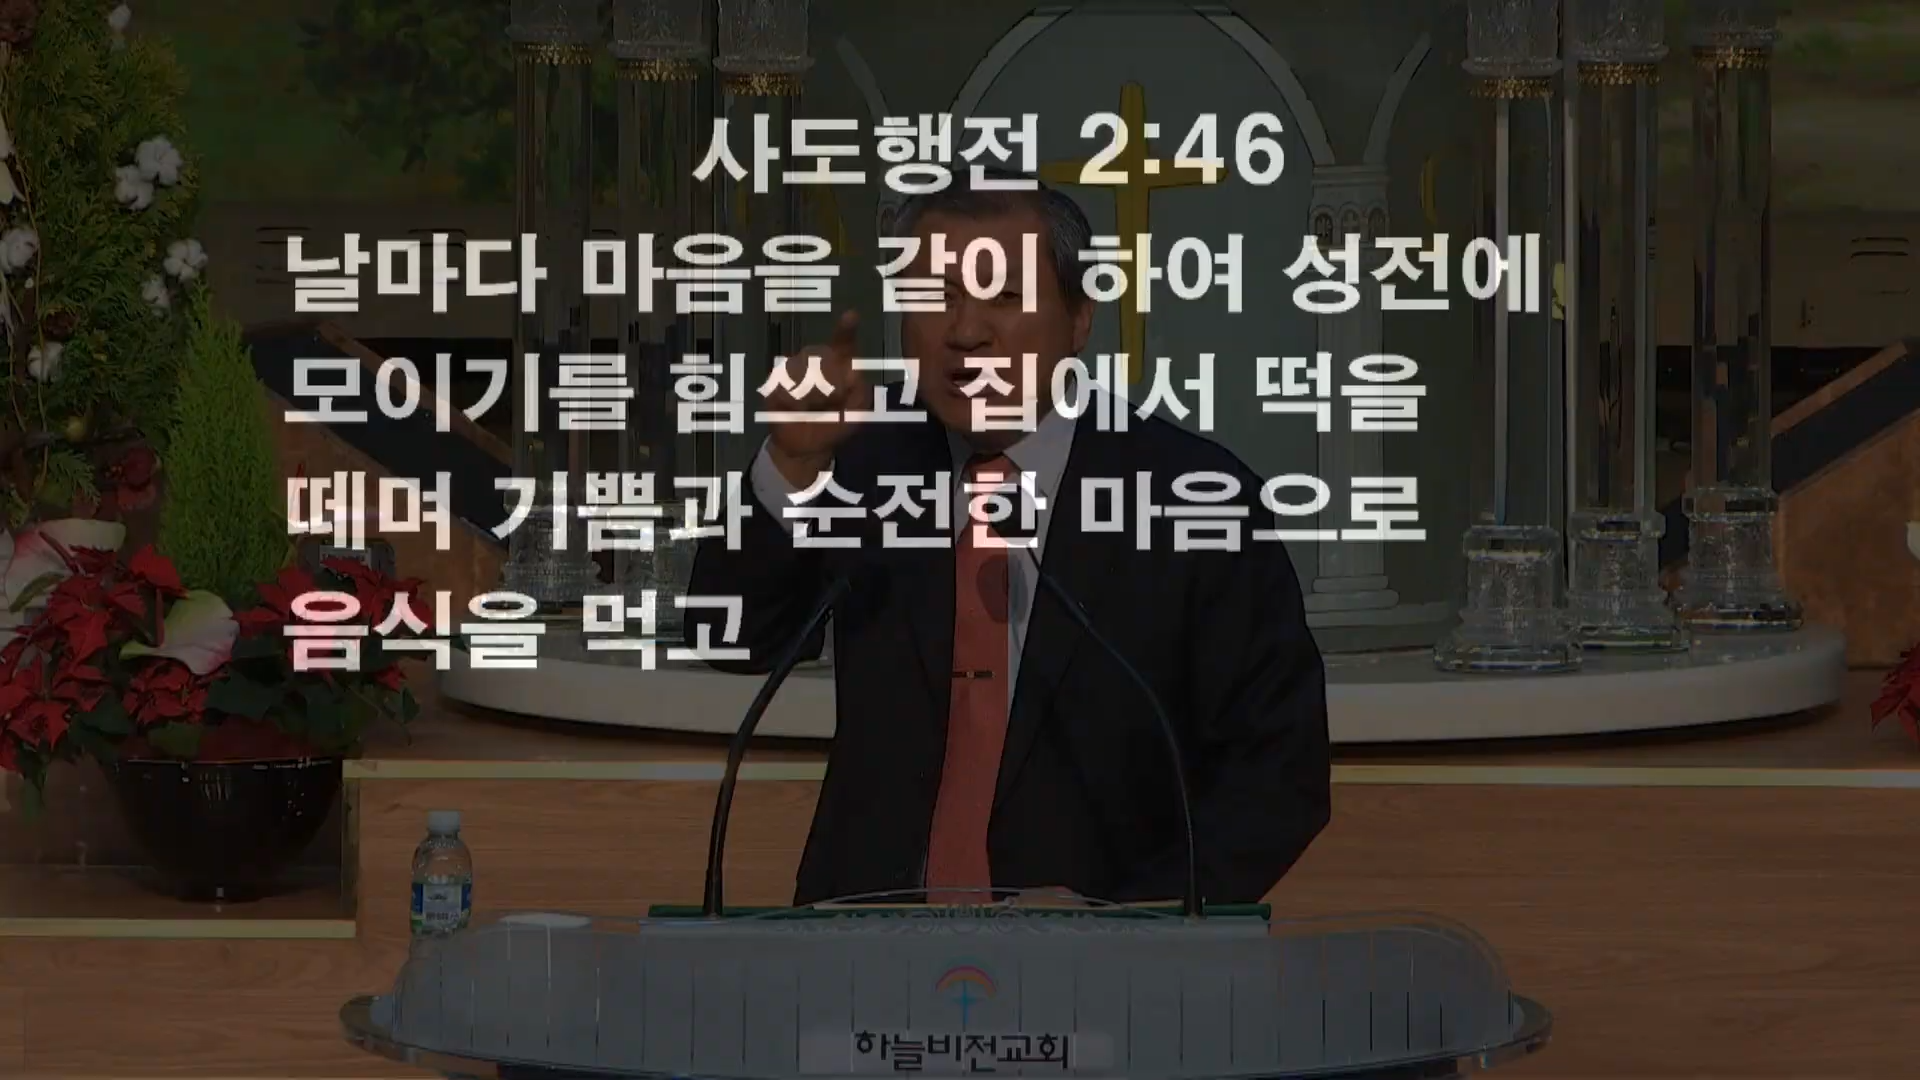 사도행전 2:46
날마다 마음을 같이 하여 성전에
모이기를 힘쓰고 집에서 떡을
떼며 기쁨과 순전한 마음으로
음식을 먹고
하늘비전교회